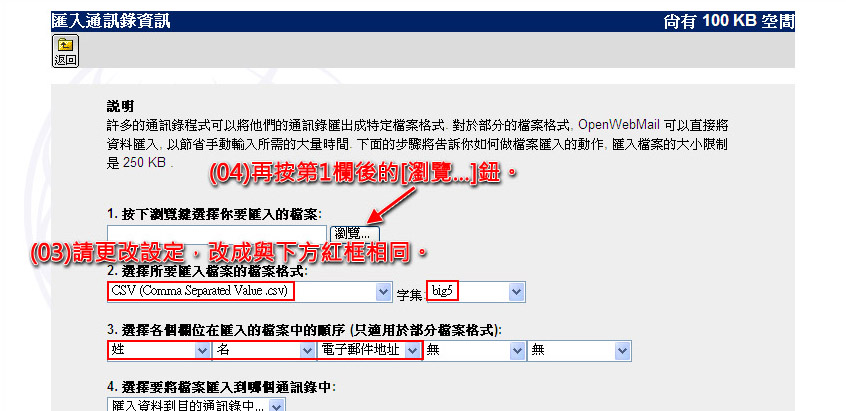 匯入通訊錄資訊 尚有 100 KB 空間
返回
說明
許多的通訊錄程式可以將他們的通訊錄匯出成特定檔案格式. 對於部分的檔案格式, OpenWebMail 可以直接將
資料匯入, 以節省手動輸入所需的大量時間. 下面的步驟將告訴你如何做檔案匯入的動作, 匯入檔案的大小限制
是 250 KB .
(04)再按第1欄後的[瀏覽...]鈕。
1. 按下瀏覽鍵選擇你要匯入的檔案:
瀏覽...
(03)請更改設定，改成與下方紅框相同。
2. 選擇所要匯入檔案的檔案格式:
CSV (Comma Separated Value .csv) 字集: big5
3. 選擇各個欄位在匯入的檔案中的順序 (只適用於部分檔案格式):
姓 名 電子郵件地址 無 無
4. 選擇要將檔案匯入到哪個通訊錄中:
匯入資料到目的通訊錄中...